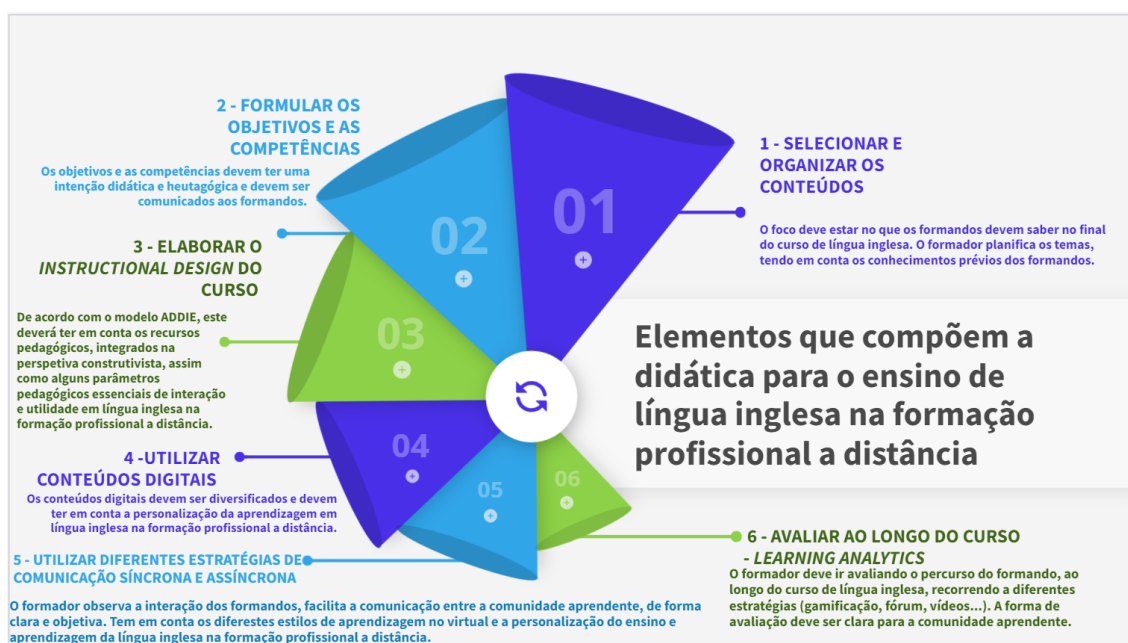 1 - SELECIONAR E
ORGANIZAR OS
CONTEÚDOS
O foco deve estar no que os formandos devem saber no final
do curso de língua inglesa. O formador planifica os temas,
tendo em conta os conhecimentos prévios dos formandos.
2 - FORMULAR OS
OBJETIVOS E AS
COMPETÊNCIAS
Os objetivos e as competências devem ter uma
intenção didática e heutagógica e devem ser
comunicados aos formandos.
3 - ELABORAR O
INSTRUCTIONAL DESIGN DO
CURSO
De acordo com o modelo ADDIE, este
deverá ter em conta os recursos
pedagógicos, integrados na
perspetiva construtivista, assim
como alguns parâmetros
pedagógicos essenciais de interação
e utilidade em língua inglesa na
formação profissional a distância.
4 -UTILIZAR
CONTEÚDOS DIGITAIS
Os conteúdos digitais devem ser diversificados e devem
ter em conta a personalização da aprendizagem em
língua inglesa na formação profissional a distância.
5 - UTILIZAR DIFERENTES ESTRATÉGIAS DE
COMUNICAÇÃO SÍNCRONA E ASSÍNCRONA
O formador observa a interação dos formandos, facilita a comunicação entre a comunidade aprendente, de forma
clara e objetiva. Tem em conta os diferestes estilos de aprendizagem no virtual e a personalização do ensino e
aprendizagem da língua inglesa na formação profissional a distância.
6 - AVALIAR AO LONGO DO CURSO
- LEARNING ANALYTICS
O formador deve ir avaliando o percurso do formando, ao
longo do curso de língua inglesa, recorrendo a diferentes
estratégias (gamificação, fórum, vídeos...). A forma de
avaliação deve ser clara para a comunidade aprendente.
01
02
03
04
05
06
Elementos que compõem a
didática para o ensino de
língua inglesa na formação
profissional a distância